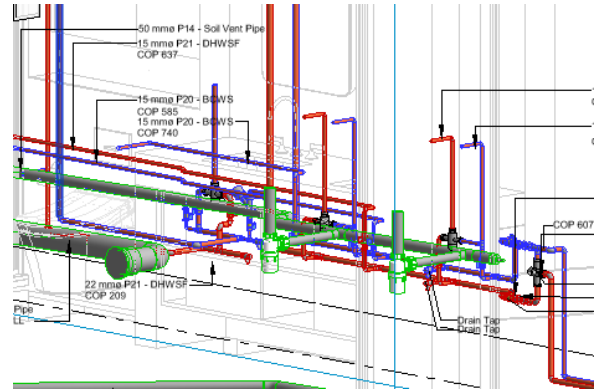 50 mmø P14 - Soil Vent Pipe
15 mmø P21 - DHWSF
COP 637
15 mmø P20 - BCWS
COP 585
15 mmø P20 - BCWS
COP 740
COP 607
22 mmø P21 - DHWSF
COP 209
Pipe
LL
Drain Tap
Drain Tap